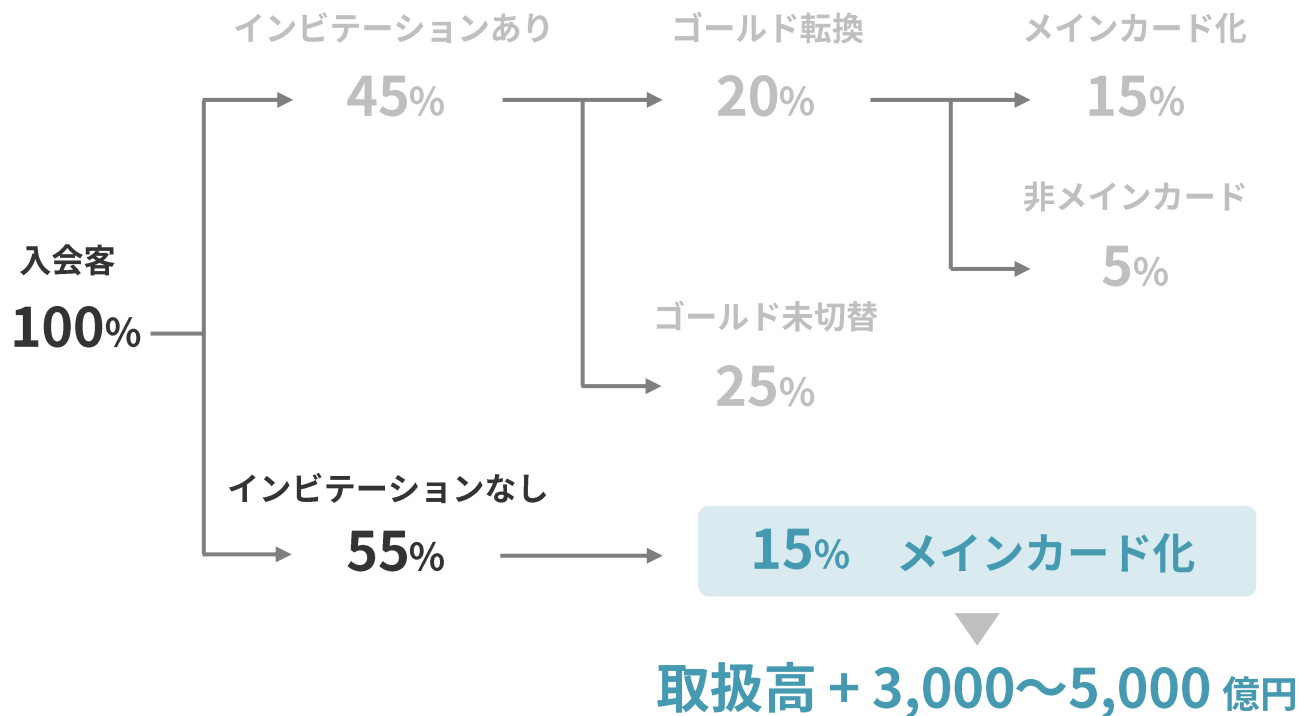 インビテーションあり
45%
ゴールド転換
20%
メインカード化
15%
非メインカード
5%
入会客
100%
ゴールド未切替
25%
インビテーションなし
55%
15% メインカード化
取扱高 + 3,000〜5,000 億円